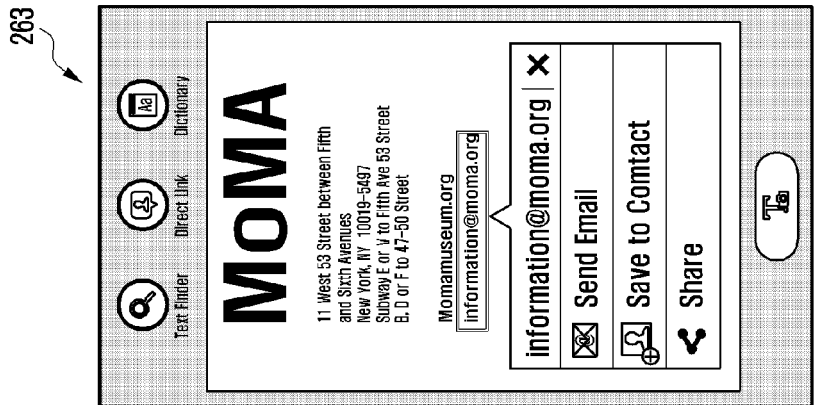 263
Text Finder
Direct Link
Dictionary
Aa
MoMA
11 West 53 Street between Fifth
and Sixth Avenues
New York, NY 10019-5497
Subway E or V to Fifth Ave 53 Street
B. D or F to 47-50 Street
Momamuseum.org
information@moma.org
information@moma.org
Send Email
Save to Comtact
Share
T